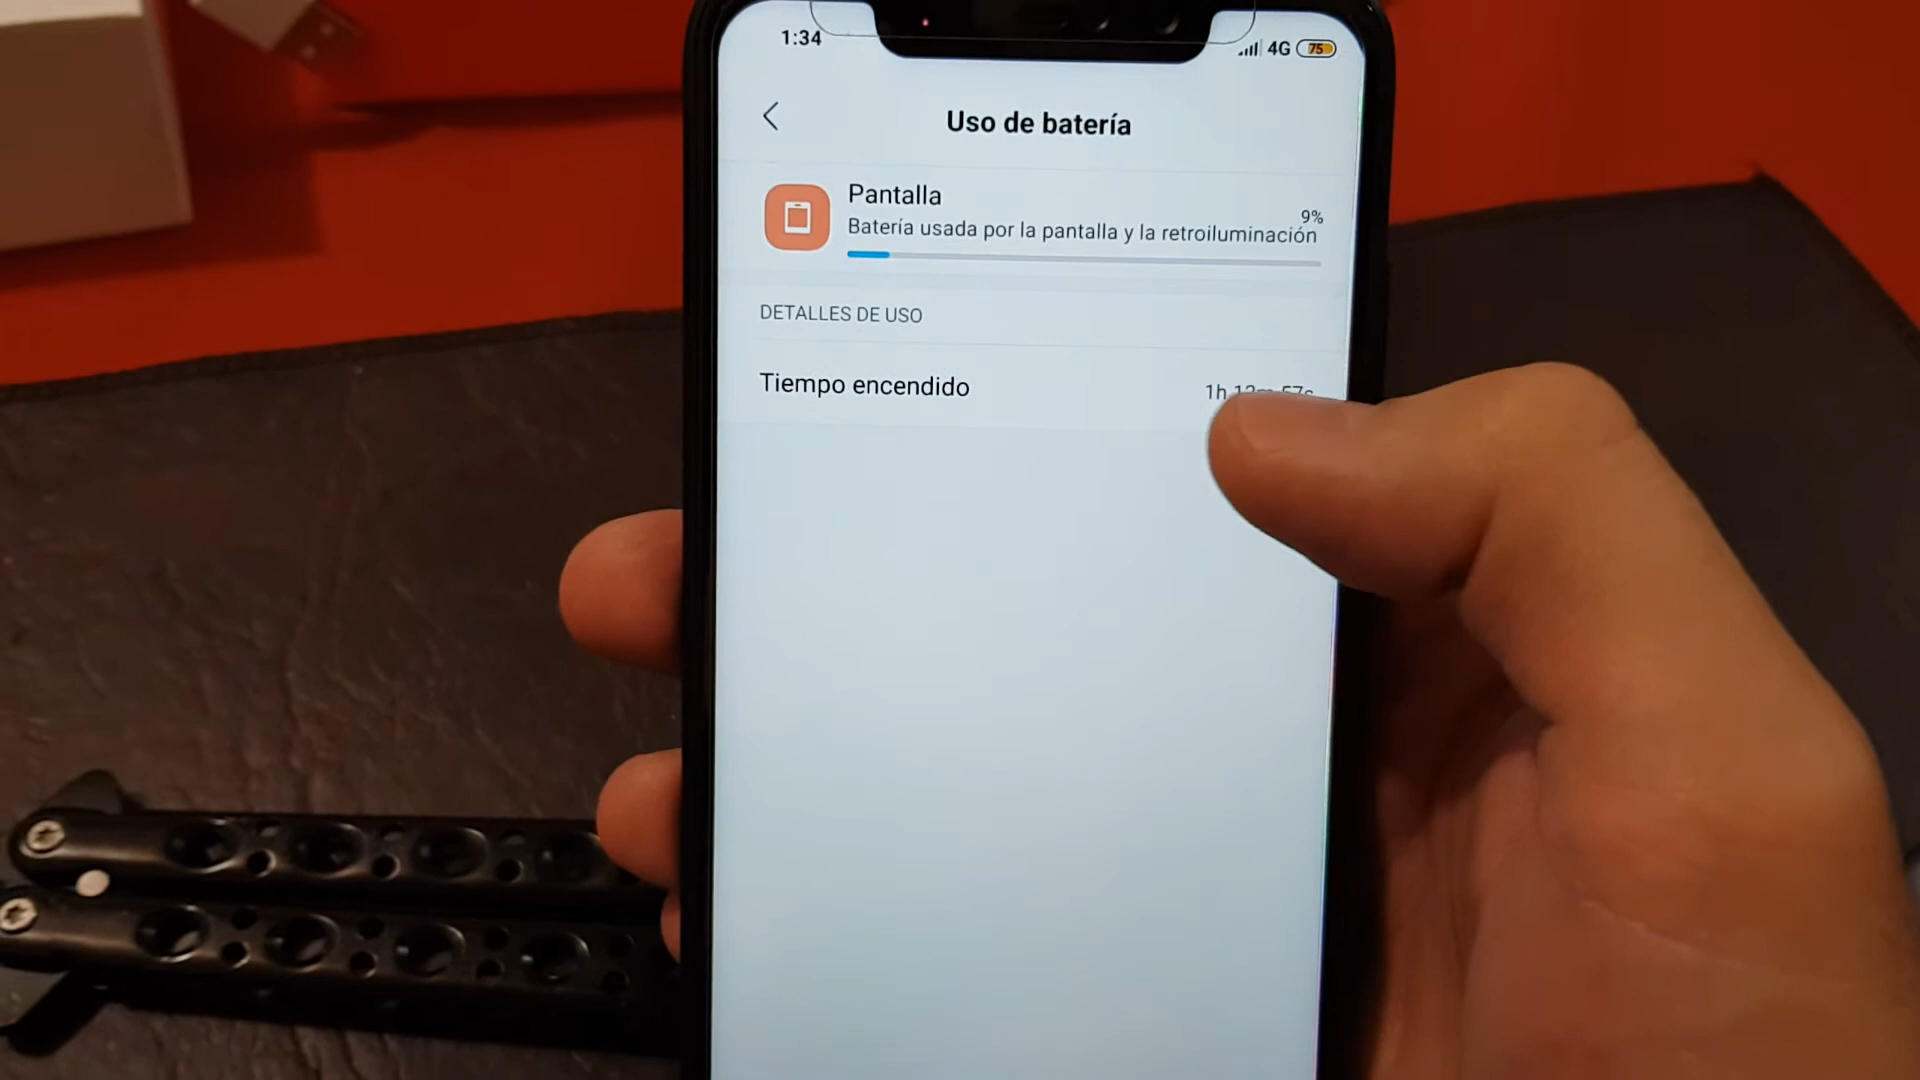 1:34
4G 75
Uso de batería
Pantalla
9%
Batería usada por la pantalla y la retroiluminación
DETALLES DE USO
Tiempo encendido
1h
57s